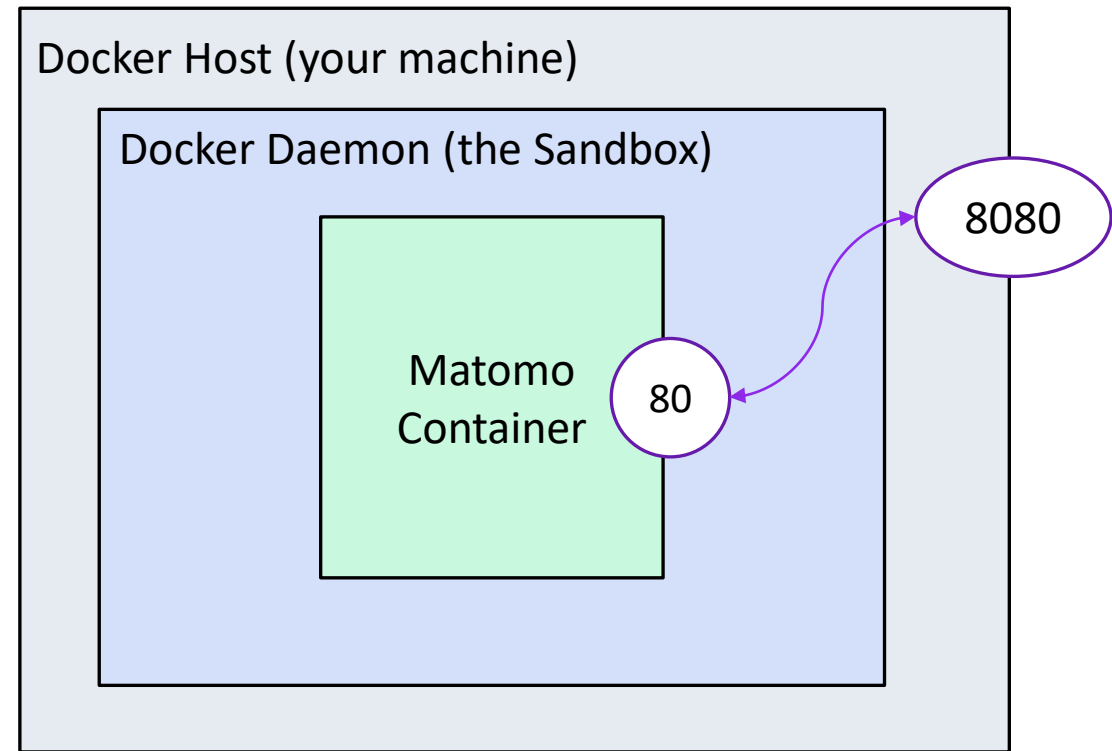 Docker Host (your machine)
Docker Daemon (the Sandbox)
8080
Matomo
Container
80